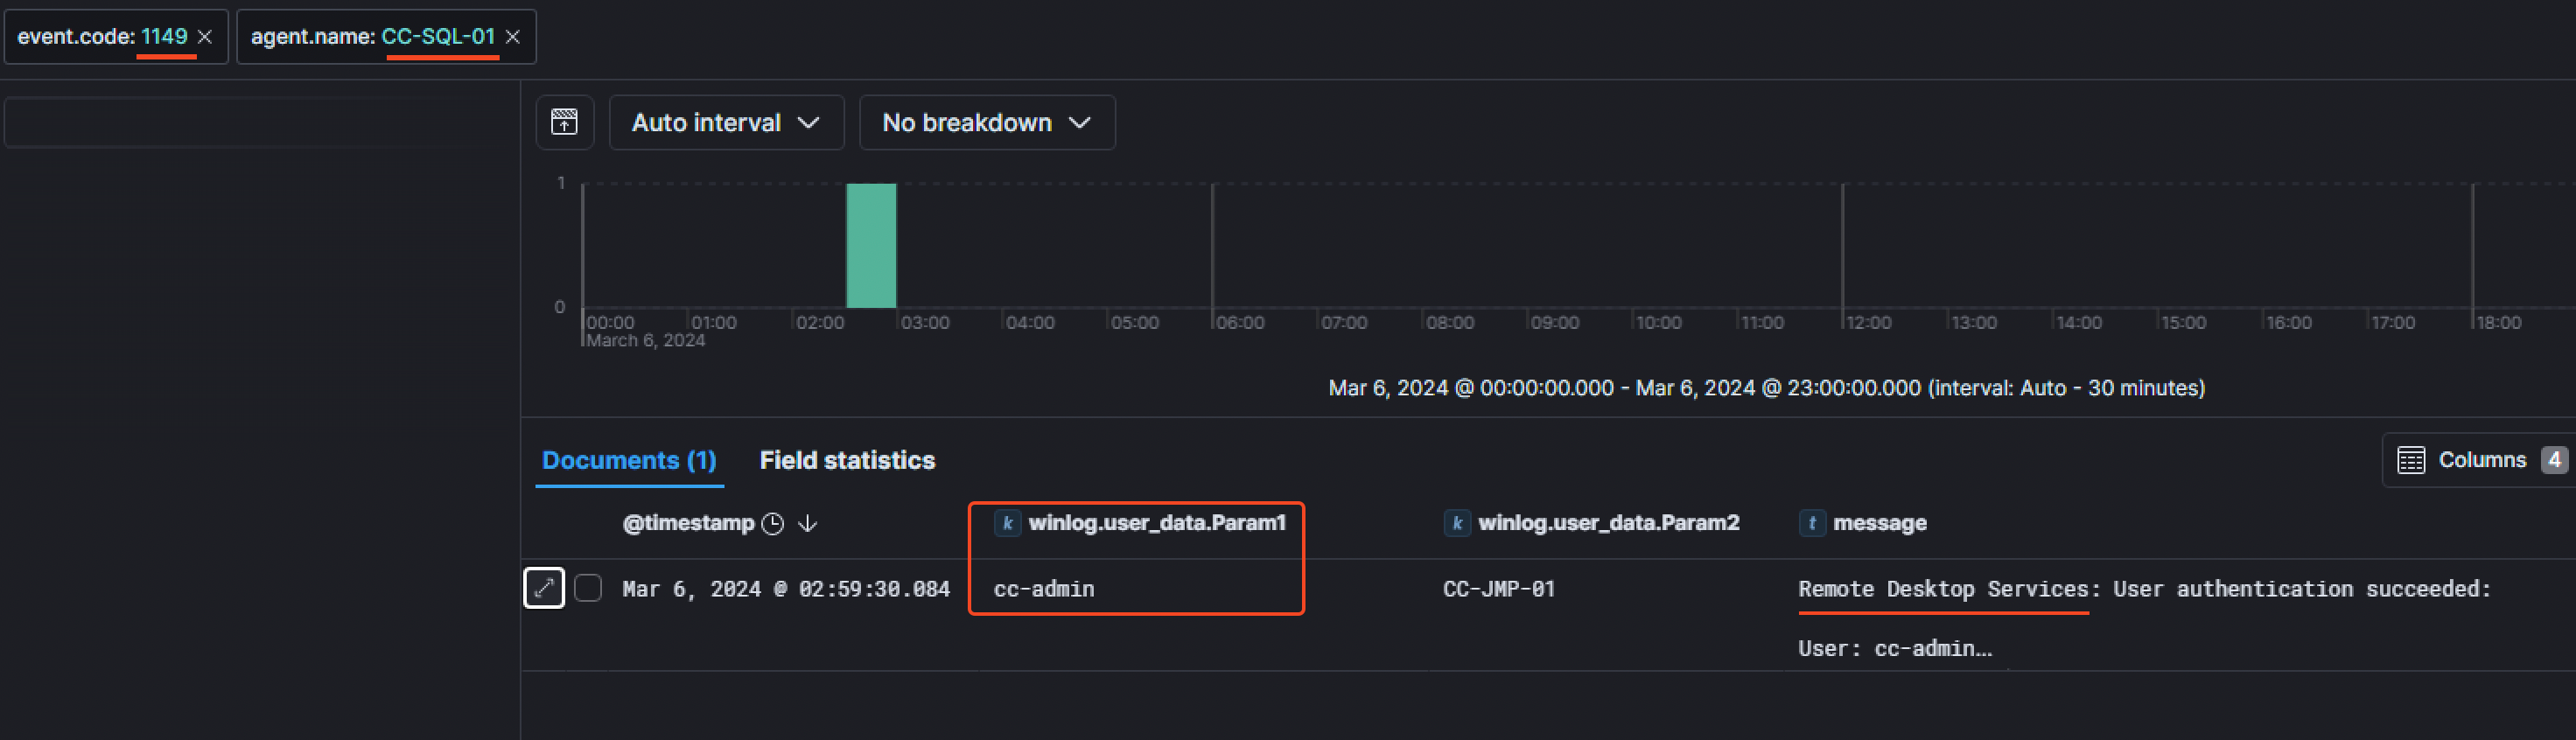 event.code: 1149 × agent.name: CC-SQL-01 ×
Auto interval No breakdown
1
0
00:00 01:00 02:00 03:00 04:00 05:00 06:00 07:00 08:00 09:00 10:00 11:00 12:00 13:00 14:00 15:00 16:00 17:00 18:00
March 6, 2024
Mar 6, 2024 @ 00:00:00.000 - Mar 6, 2024 @ 23:00:00.000 (interval: Auto - 30 minutes)
Documents (1) Field statistics Columns 4
@timestamp k winlog.user_data.Param1 k winlog.user_data.Param2 t message
Mar 6, 2024 @ 02:59:30.084 cc-admin CC-JMP-01 Remote Desktop Services: User authentication succeeded:
User: cc-admin…